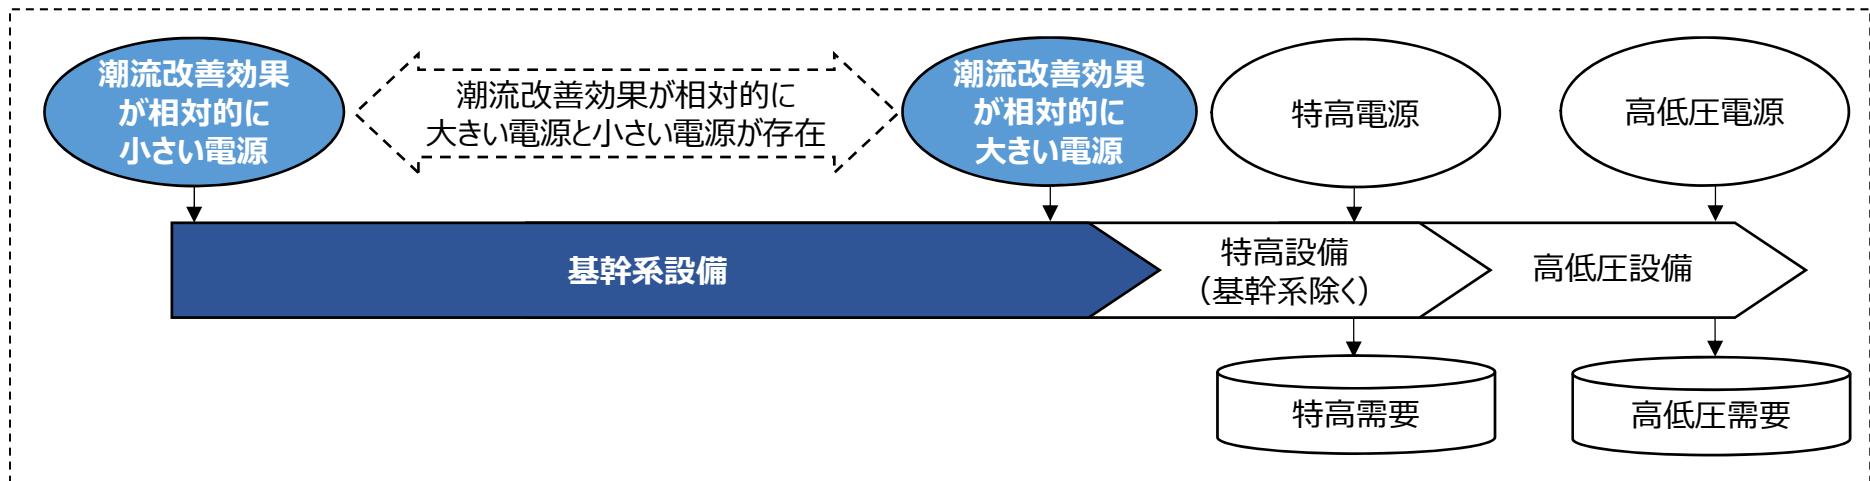 潮流改善効果
が相対的に
小さい電源
潮流改善効果が相対的に
大きい電源と小さい電源が存在
潮流改善効果
が相対的に
大きい電源
特高電源
高低圧電源
基幹系設備
特高設備
（基幹系除く）
高低圧設備
特高需要
高低圧需要